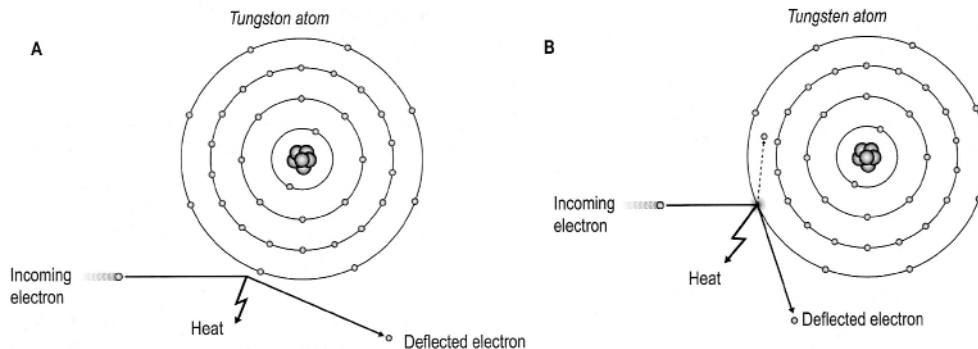 Tungston atom
A
Incoming
electron
Heat
Deflected electron
Tungsten atom
B
Incoming
electron
Heat
Deflected electron